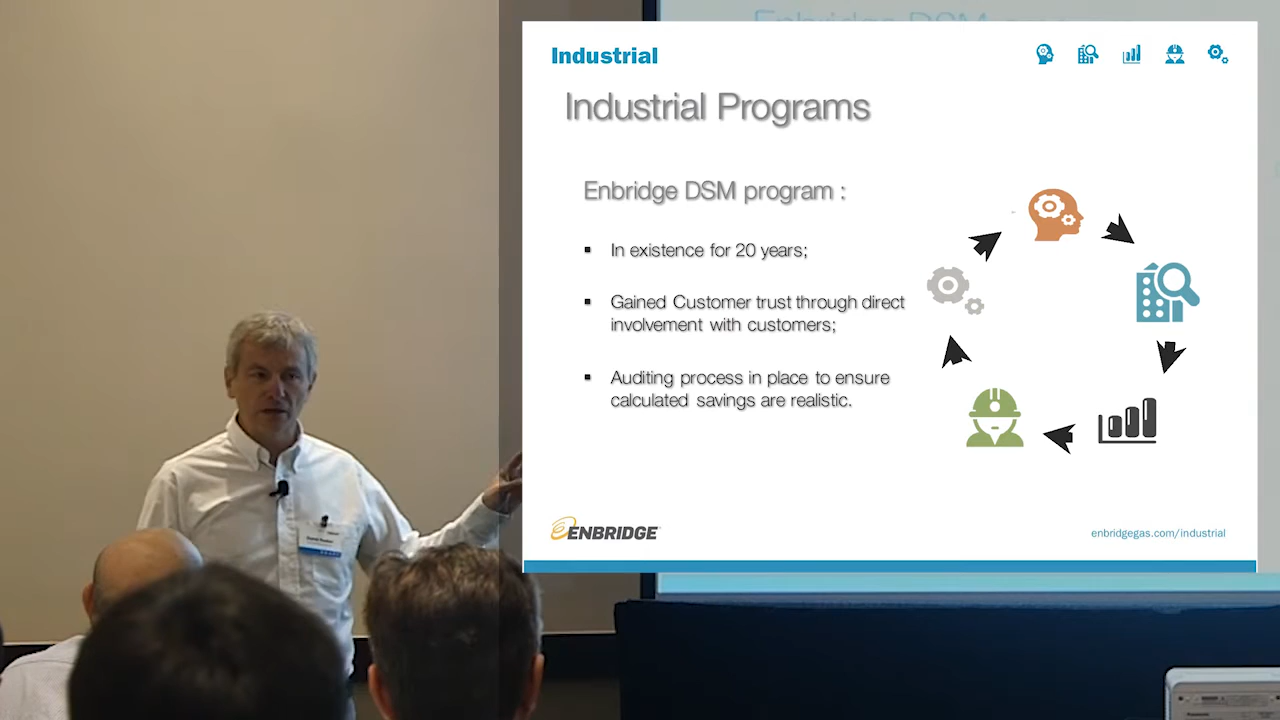 Industrial
Industrial Programs
Enbridge DSM program :
▪ In existence for 20 years;
▪ Gained Customer trust through direct
involvement with customers;
▪ Auditing process in place to ensure
calculated savings are realistic.
ENBRIDGE
enbridgegas.com/industrial